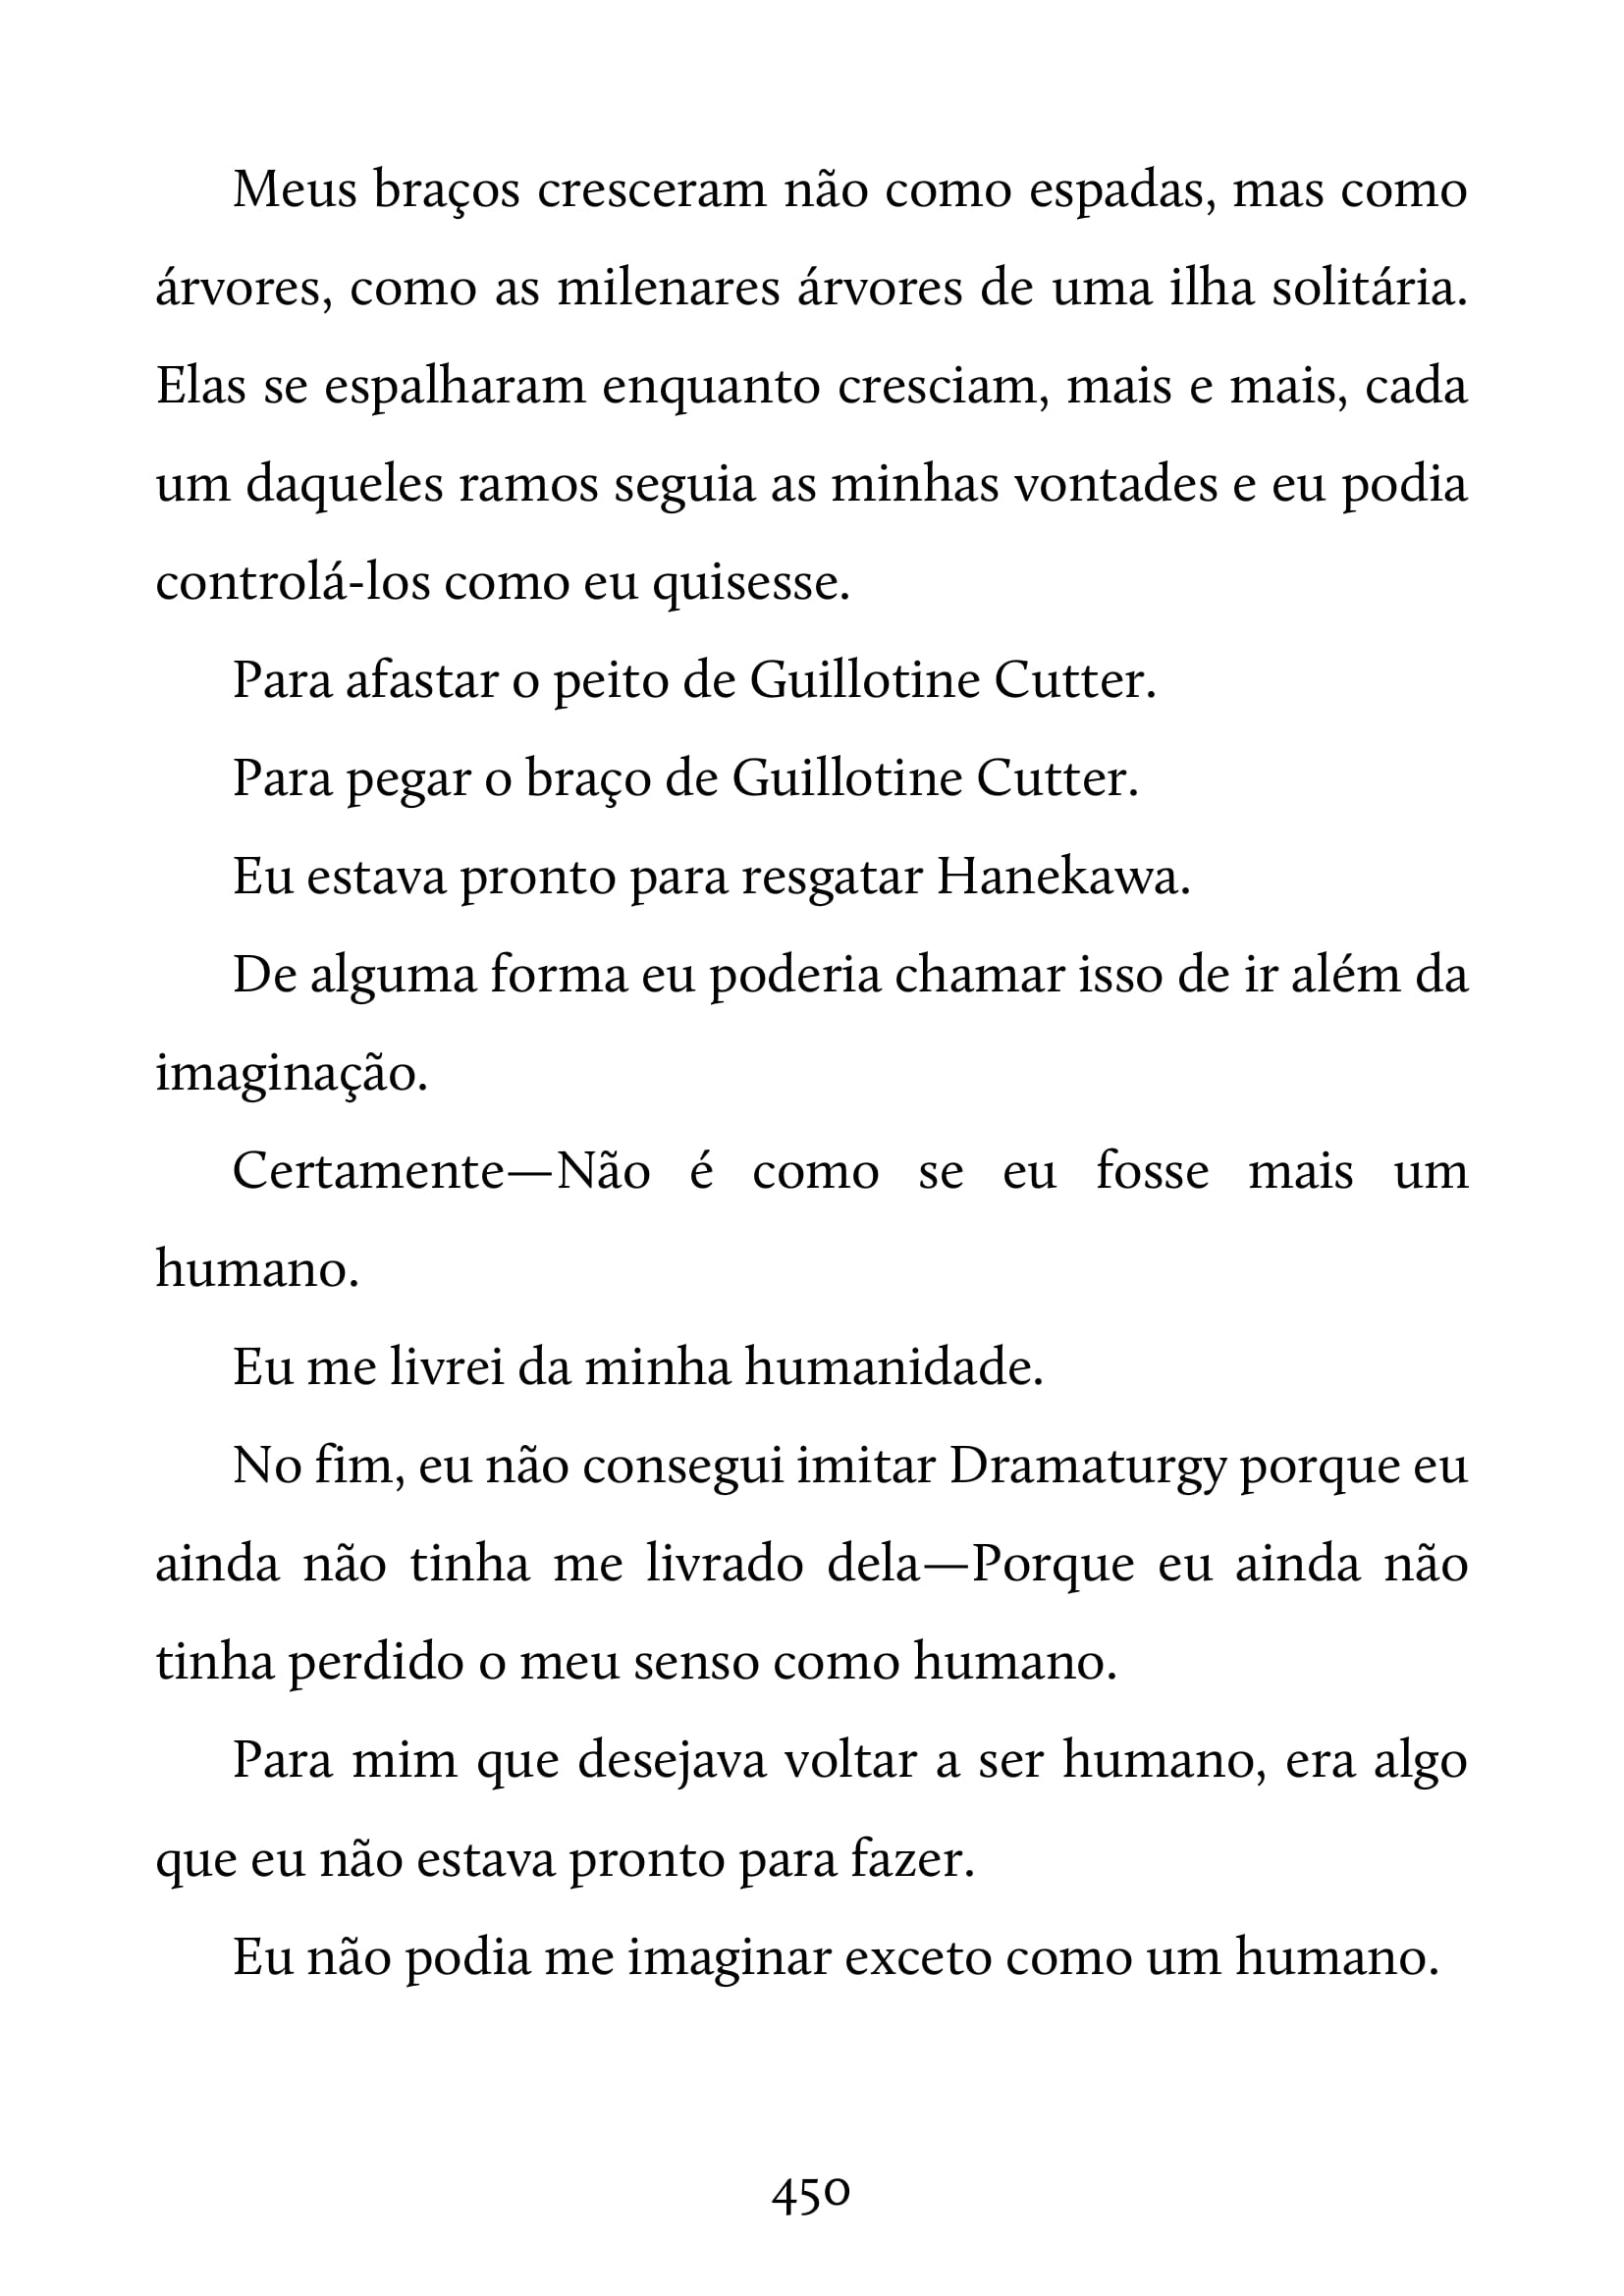 Meus braços cresceram não como espadas, mas como
árvores, como as milenares árvores de uma ilha solitária.
Elas se espalharam enquanto cresciam, mais e mais, cada
um daqueles ramos seguia as minhas vontades e eu podia
controlá-los como eu quisesse.
Para afastar o peito de Guillotine Cutter.
Para pegar o braço de Guillotine Cutter.
Eu estava pronto para resgatar Hanekawa.
De alguma forma eu poderia chamar isso de ir além da
imaginação.
Certamente—Não é como se eu fosse mais um
humano.
Eu me livrei da minha humanidade.
No fim, eu não consegui imitar Dramaturgy porque eu
ainda não tinha me livrado dela—Porque eu ainda não
tinha perdido o meu senso como humano.
Para mim que desejava voltar a ser humano, era algo
que eu não estava pronto para fazer.
Eu não podia me imaginar exceto como um humano.
450